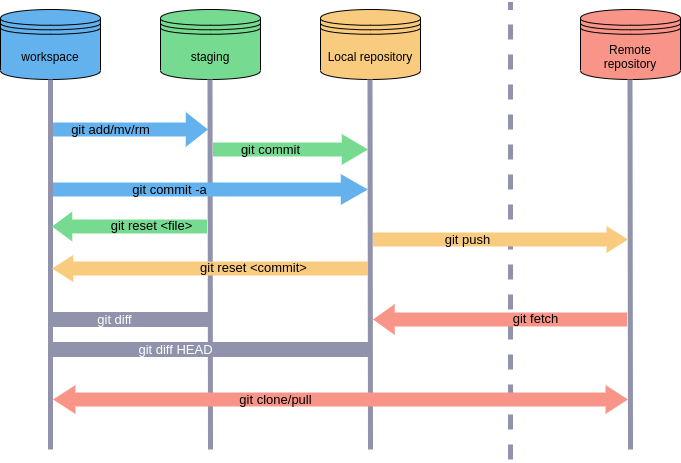 workspace
staging
Local repository
Remote
repository
git add/mv/rm
git commit
git commit -a
git reset <file>
git push
git reset <commit>
git diff
git fetch
git diff HEAD
git clone/pull